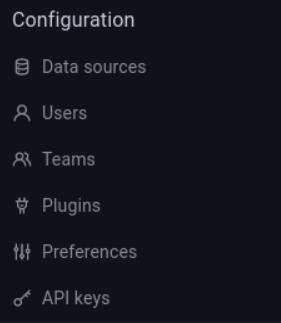 Configuration
Data sources
Users
Teams
Plugins
Preferences
API keys